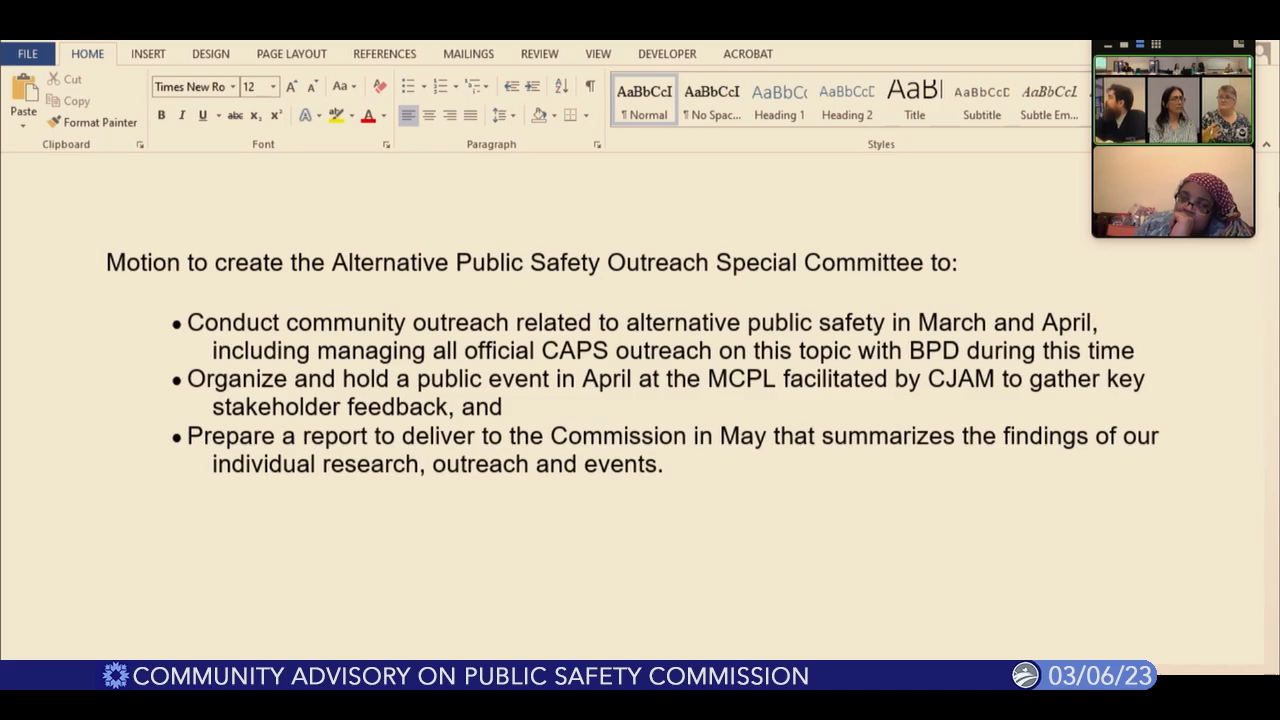 FILE HOME INSERT DESIGN PAGE LAYOUT REFERENCES MAILINGS REVIEW VIEW DEVELOPER ACROBAT
Paste
Cut
Copy
Format Painter
Clipboard
Times New Ro 12 Aa
B I U abc X₂ X² A A
Font
Paragraph
AaBbCcI AaBbCcI AaBbCc AaBbCcD AaBl AaBbCcD AaBbCcL
¶ Normal ¶ No Spac... Heading 1 Heading 2 Title Subtitle Subtle Em...
Styles
Motion to create the Alternative Public Safety Outreach Special Committee to:
• Conduct community outreach related to alternative public safety in March and April,
including managing all official CAPS outreach on this topic with BPD during this time
• Organize and hold a public event in April at the MCPL facilitated by CJAM to gather key
stakeholder feedback, and
• Prepare a report to deliver to the Commission in May that summarizes the findings of our
individual research, outreach and events.
COMMUNITY ADVISORY ON PUBLIC SAFETY COMMISSION 03/06/23